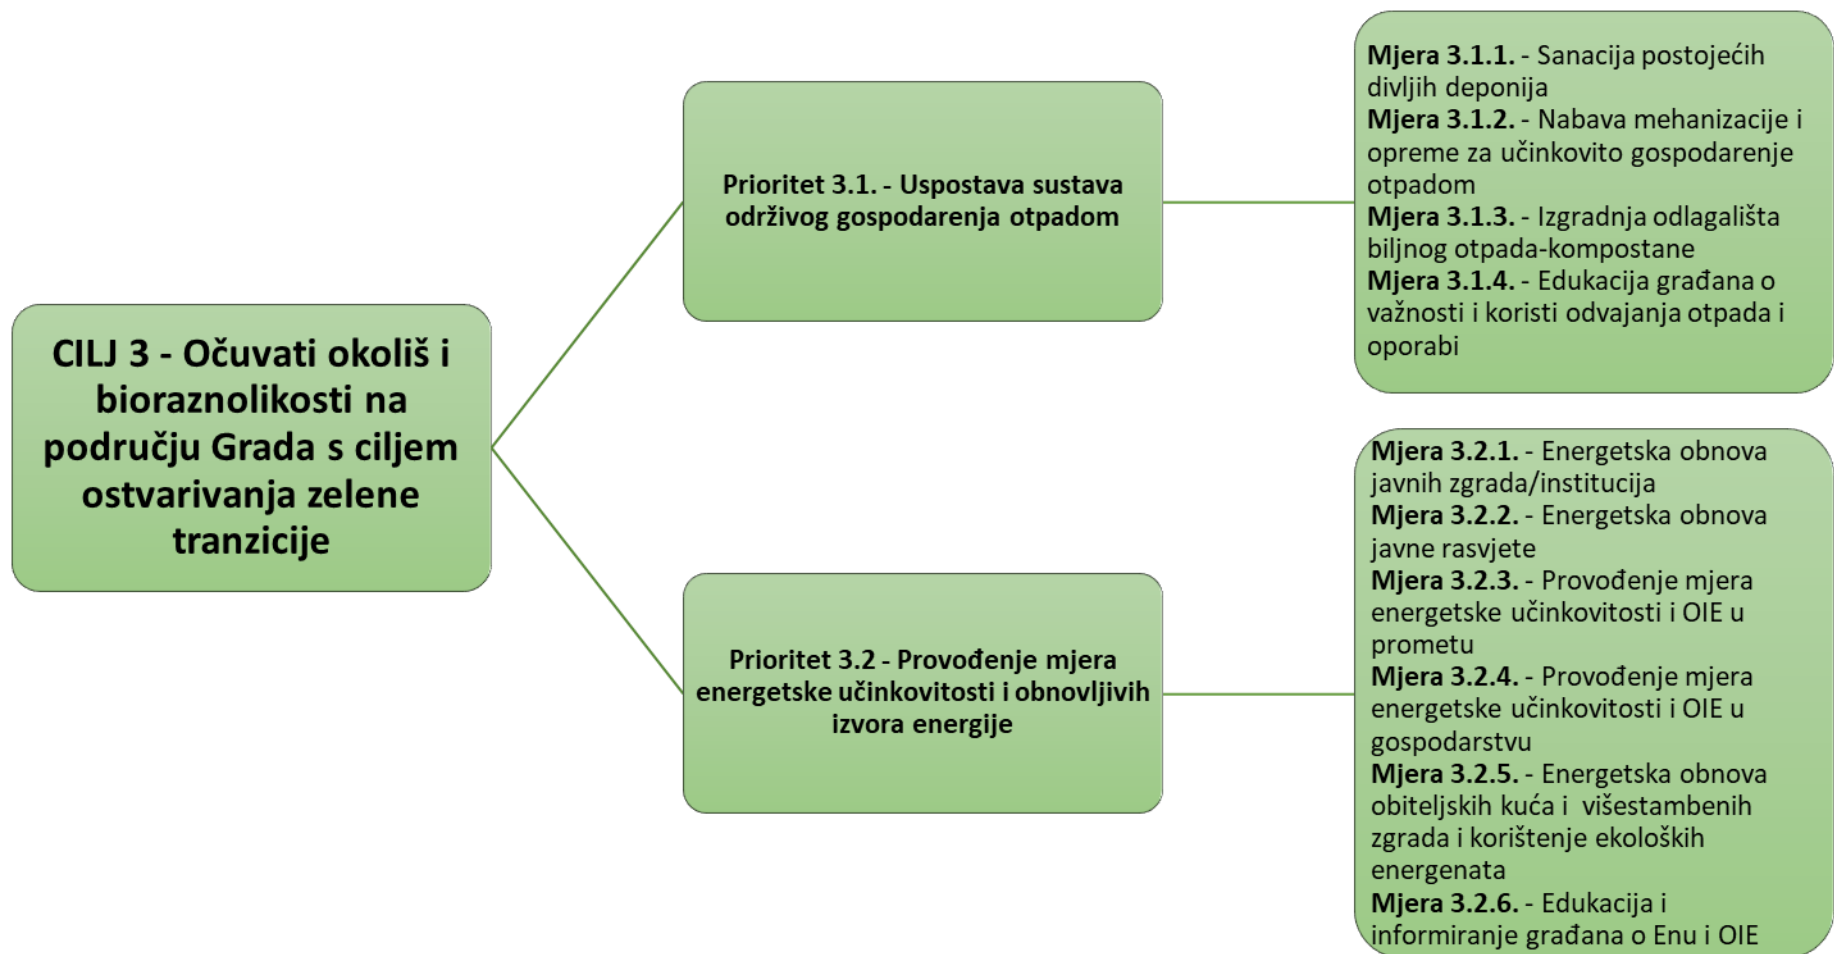 CILJ 3 - Očuvati okoliš i
bioraznolikosti na
području Grada s ciljem
ostvarivanja zelene
tranzicije
Prioritet 3.1. - Uspostava sustava
održivog gospodarenja otpadom
Mjera 3.1.1. - Sanacija postojećih
divljih deponija
Mjera 3.1.2. - Nabava mehanizacije i
opreme za učinkovito gospodarenje
otpadom
Mjera 3.1.3. - Izgradnja odlagališta
biljnog otpada-kompostane
Mjera 3.1.4. - Edukacija građana o
važnosti i koristi odvajanja otpada i
oporabi
Prioritet 3.2 - Provođenje mjera
energetske učinkovitosti i obnovljivih
izvora energije
Mjera 3.2.1. - Energetska obnova
javnih zgrada/institucija
Mjera 3.2.2. - Energetska obnova
javne rasvjete
Mjera 3.2.3. - Provođenje mjera
energetske učinkovitosti i OIE u
prometu
Mjera 3.2.4. - Provođenje mjera
energetske učinkovitosti i OIE u
gospodarstvu
Mjera 3.2.5. - Energetska obnova
obiteljskih kuća i višestambenih
zgrada i korištenje ekoloških
energenata
Mjera 3.2.6. - Edukacija i
informiranje građana o Enu i OIE